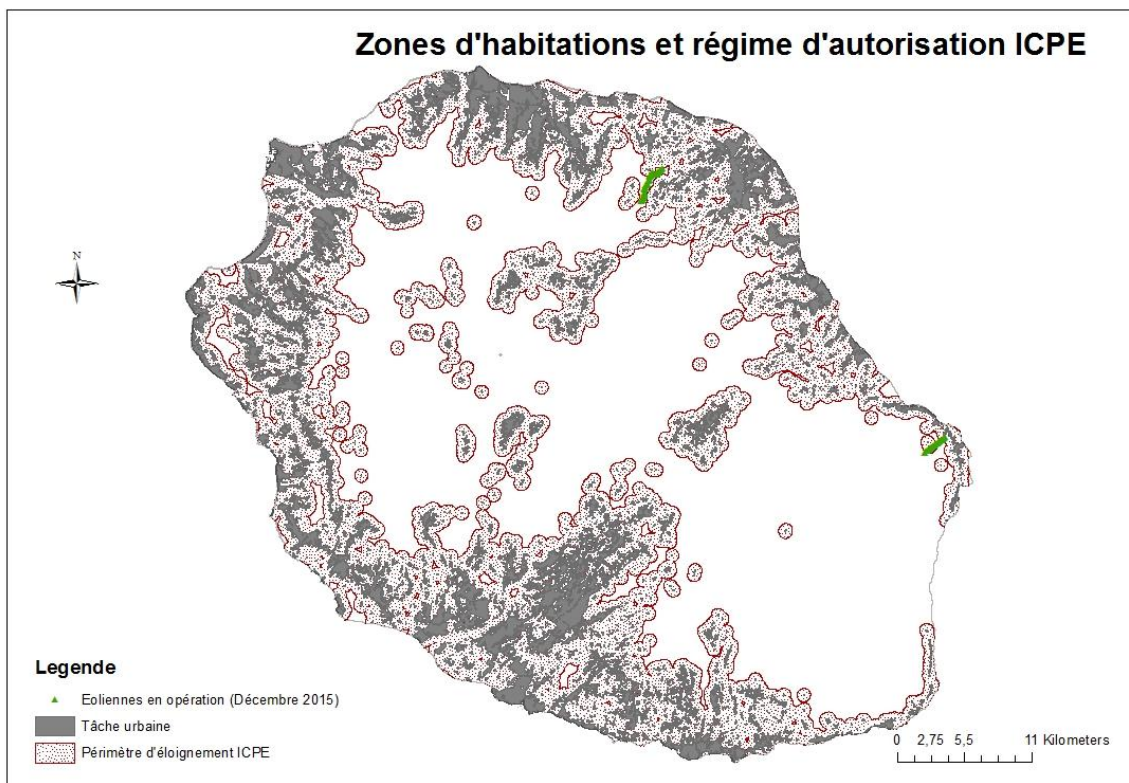 Zones d'habitations et régime d'autorisation ICPE
N
Legende
Eoliennes en opération (Décembre 2015)
Tâche urbaine
Périmètre d'éloignement ICPE
0 2,75 5,5 11 Kilometers